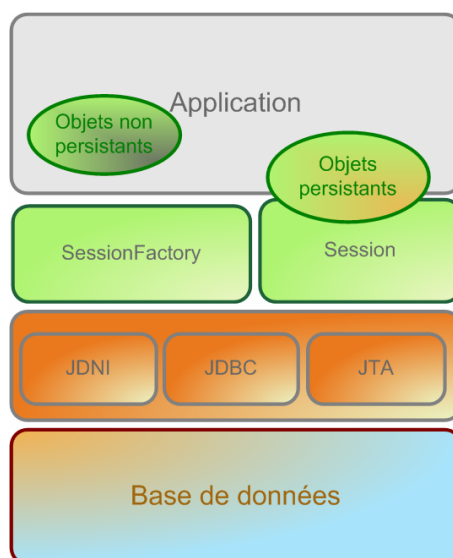 Application
Objets non
persistants
Objets
persistants
SessionFactory
Session
JDNI
JDBC
JTA
Base de données